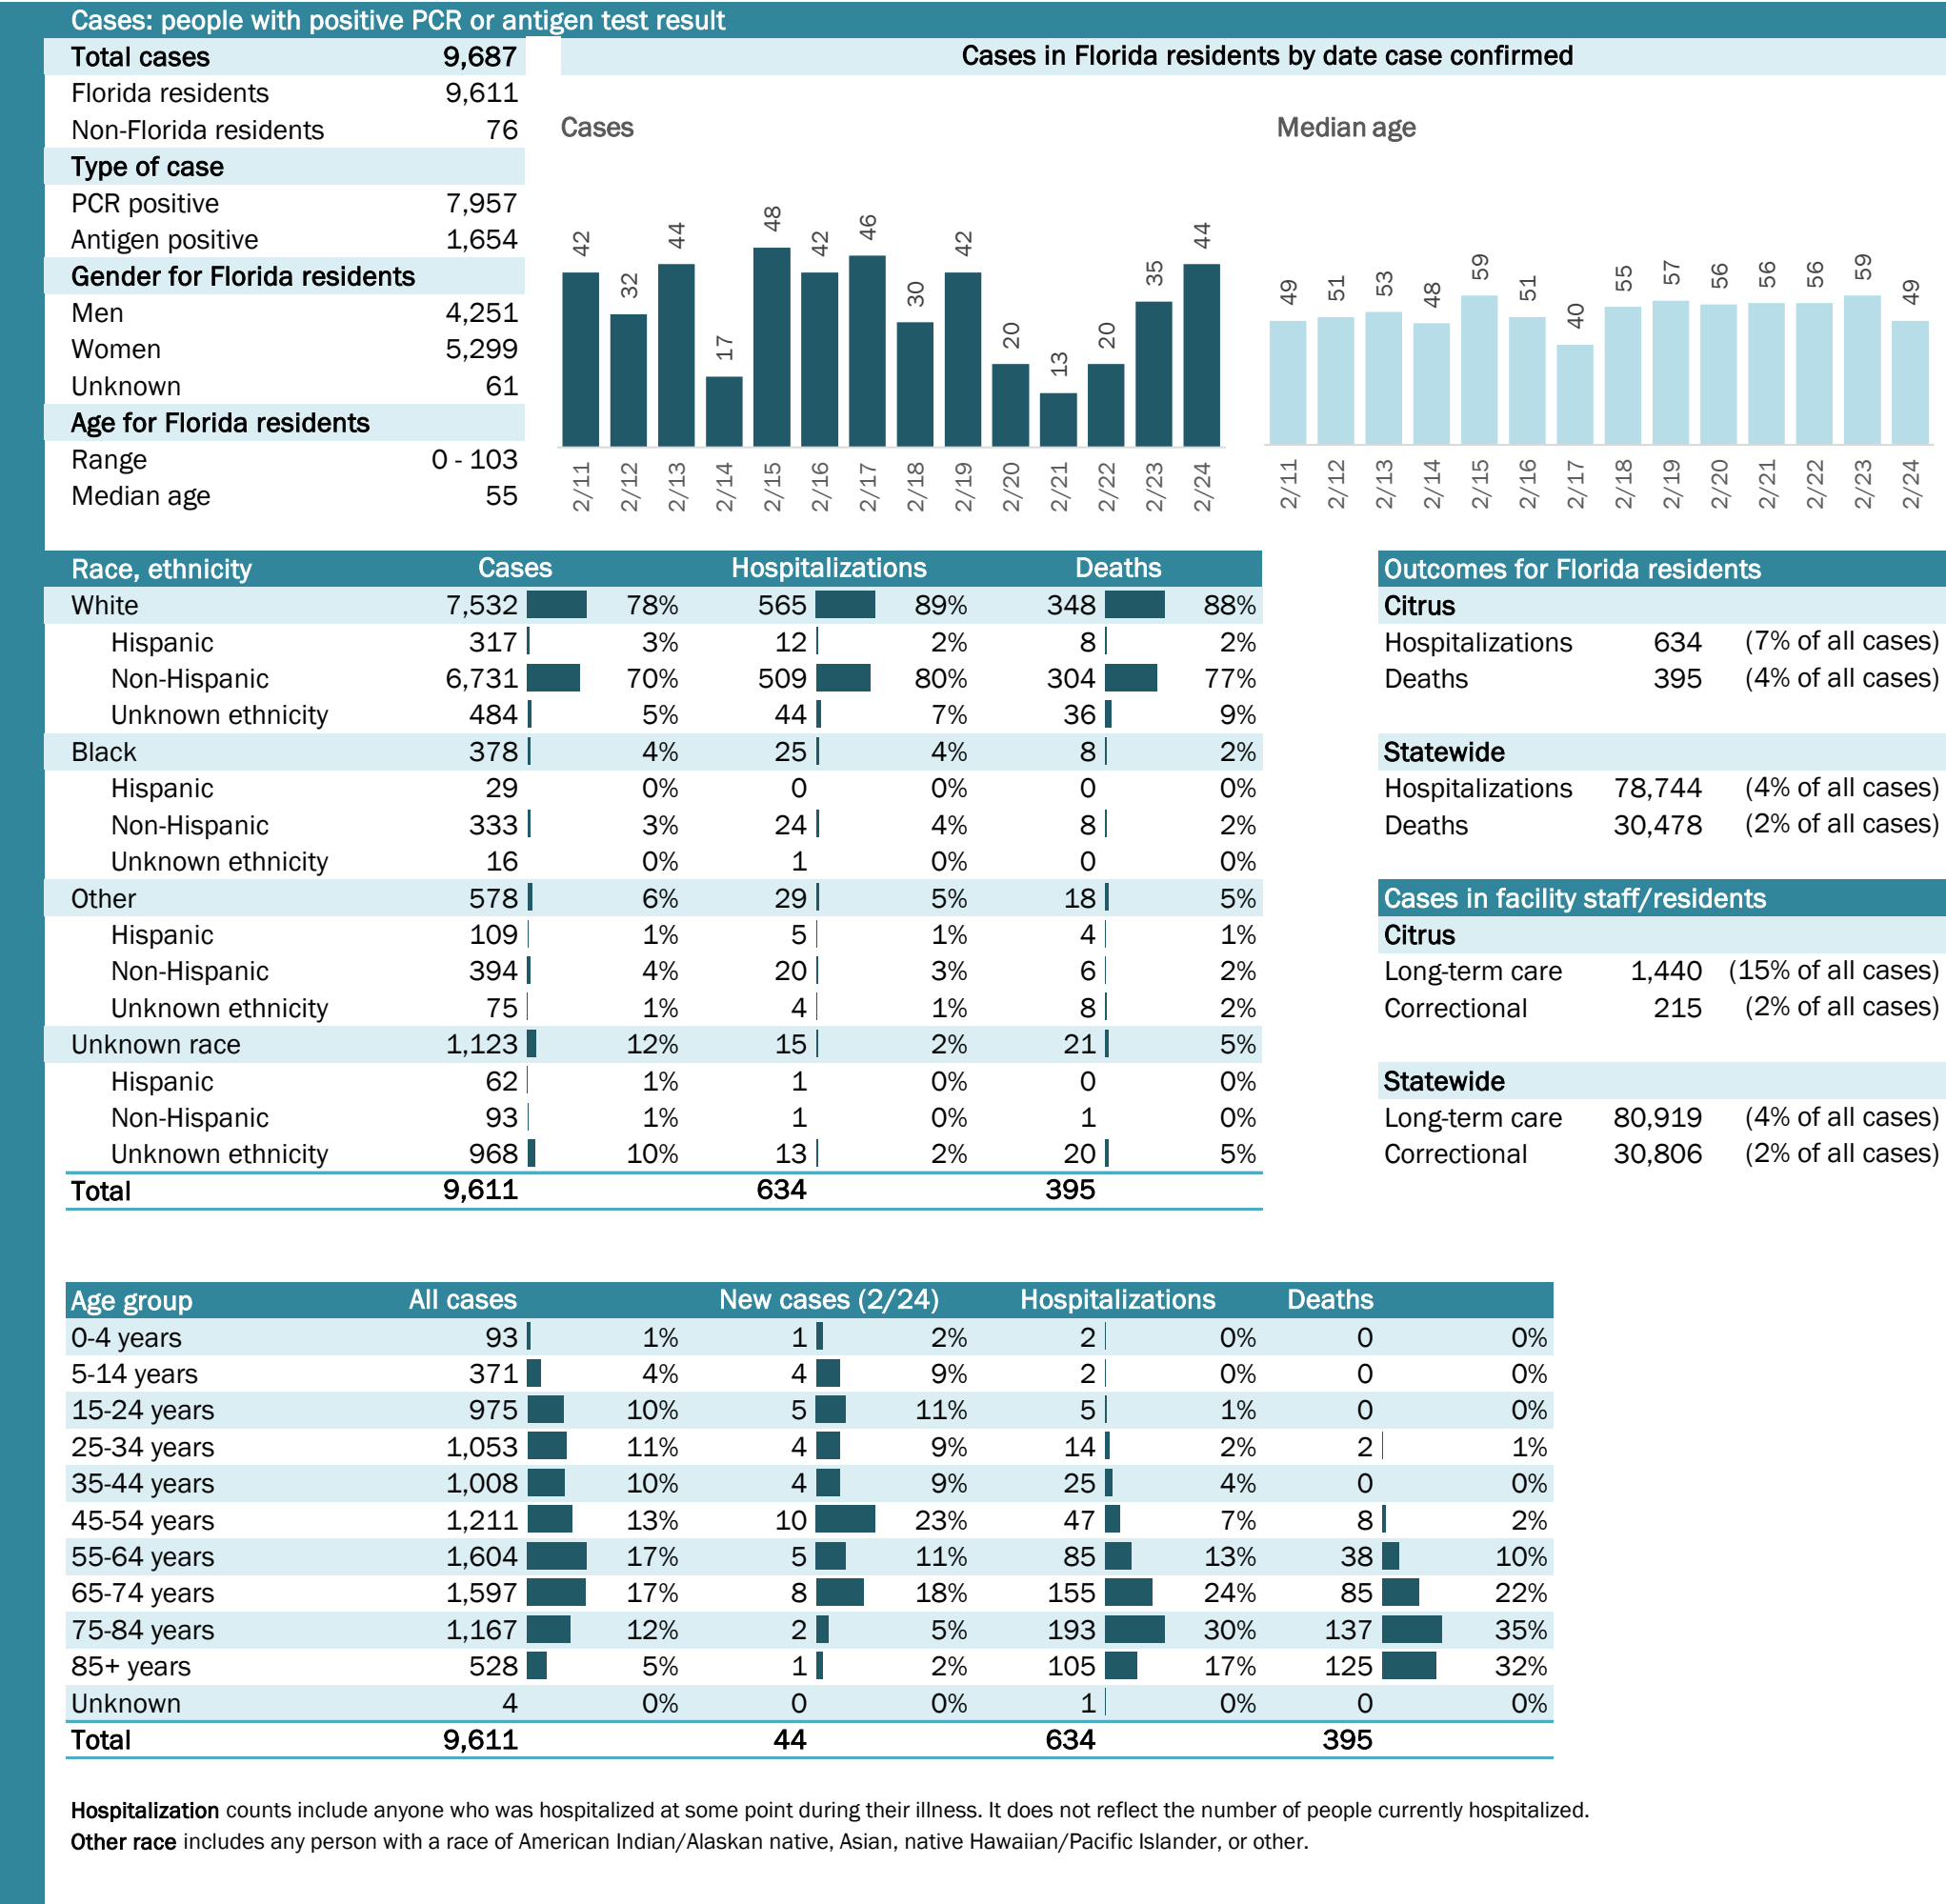 Cases: people with positive PCR or antigen test result
Total cases 9,687
Florida residents 9,611
Non-Florida residents 76
Type of case
PCR positive 7,957
Antigen positive 1,654
Gender for Florida residents
Men 4,251
Women 5,299
Unknown 61
Age for Florida residents
Range 0 - 103
Median age 55
Cases in Florida residents by date case confirmed
Cases
42 32 44 17 48 42 46 30 42 20 13 20 35 44
2/11 2/12 2/13 2/14 2/15 2/16 2/17 2/18 2/19 2/20 2/21 2/22 2/23 2/24
Median age
49 51 53 48 59 51 40 55 57 56 56 56 59 49
2/11 2/12 2/13 2/14 2/15 2/16 2/17 2/18 2/19 2/20 2/21 2/22 2/23 2/24
Race, ethnicity Cases Hospitalizations Deaths
White 7,532 78% 565 89% 348 88%
Hispanic 317 3% 12 2% 8 2%
Non-Hispanic 6,731 70% 509 80% 304 77%
Unknown ethnicity 484 5% 44 7% 36 9%
Black 378 4% 25 4% 8 2%
Hispanic 29 0% 0 0% 0 0%
Non-Hispanic 333 3% 24 4% 8 2%
Unknown ethnicity 16 0% 1 0% 0 0%
Other 578 6% 29 5% 18 5%
Hispanic 109 1% 5 1% 4 1%
Non-Hispanic 394 4% 20 3% 6 2%
Unknown ethnicity 75 1% 4 1% 8 2%
Unknown race 1,123 12% 15 2% 21 5%
Hispanic 62 1% 1 0% 0 0%
Non-Hispanic 93 1% 1 0% 1 0%
Unknown ethnicity 968 10% 13 2% 20 5%
Total 9,611 634 395
Outcomes for Florida residents
Citrus
Hospitalizations 634 (7% of all cases)
Deaths 395 (4% of all cases)
Statewide
Hospitalizations 78,744 (4% of all cases)
Deaths 30,478 (2% of all cases)
Cases in facility staff/residents
Citrus
Long-term care 1,440 (15% of all cases)
Correctional 215 (2% of all cases)
Statewide
Long-term care 80,919 (4% of all cases)
Correctional 30,806 (2% of all cases)
Age group All cases New cases (2/24) Hospitalizations Deaths
0-4 years 93 1% 1 2% 2 0% 0 0%
5-14 years 371 4% 4 9% 2 0% 0 0%
15-24 years 975 10% 5 11% 5 1% 0 0%
25-34 years 1,053 11% 4 9% 14 2% 2 1%
35-44 years 1,008 10% 4 9% 25 4% 0 0%
45-54 years 1,211 13% 10 23% 47 7% 8 2%
55-64 years 1,604 17% 5 11% 85 13% 38 10%
65-74 years 1,597 17% 8 18% 155 24% 85 22%
75-84 years 1,167 12% 2 5% 193 30% 137 35%
85+ years 528 5% 1 2% 105 17% 125 32%
Unknown 4 0% 0 0% 1 0% 0 0%
Total 9,611 44 634 395
Hospitalization counts include anyone who was hospitalized at some point during their illness. It does not reflect the number of people currently hospitalized.
Other race includes any person with a race of American Indian/Alaskan native, Asian, native Hawaiian/Pacific Islander, or other.